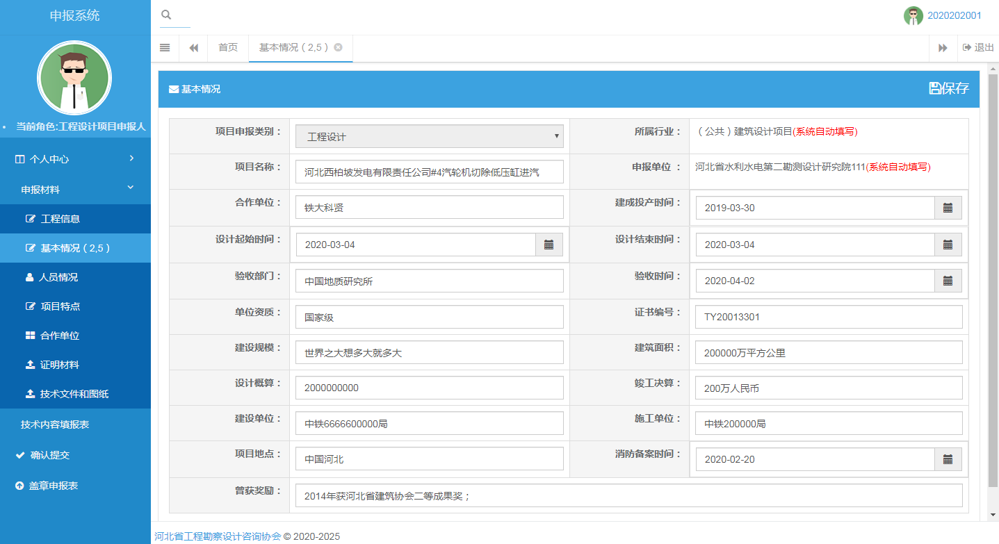 申报系统
2020202001
首页
基本情况（2,5）
退出
当前角色:工程设计项目申报人
个人中心
申报材料
工程信息
基本情况（2,5）
人员情况
项目特点
合作单位
证明材料
技术文件和图纸
技术内容填报表
确认提交
盖章申报表
基本情况
保存
项目申报类别： 工程设计 所属行业： （公共）建筑设计项目(系统自动填写)
项目名称： 河北西柏坡发电有限责任公司#4汽轮机切除低压缸进汽 申报单位 ： 河北省水利水电第二勘测设计研究院111(系统自动填写)
合作单位： 铁大科贤 建成投产时间： 2019-03-30
设计起始时间： 2020-03-04 设计结束时间： 2020-03-04
验收部门： 中国地质研究所 验收时间： 2020-04-02
单位资质： 国家级 证书编号： TY20013301
建设规模： 世界之大想多大就多大 建筑面积： 200000万平方公里
设计概算： 2000000000 竣工决算： 200万人民币
建设单位： 中铁6666600000局 施工单位： 中铁200000局
项目地点： 中国河北 消防备案时间： 2020-02-20
曾获奖励： 2014年获河北省建筑协会二等成果奖；
河北省工程勘察设计咨询协会 © 2020-2025